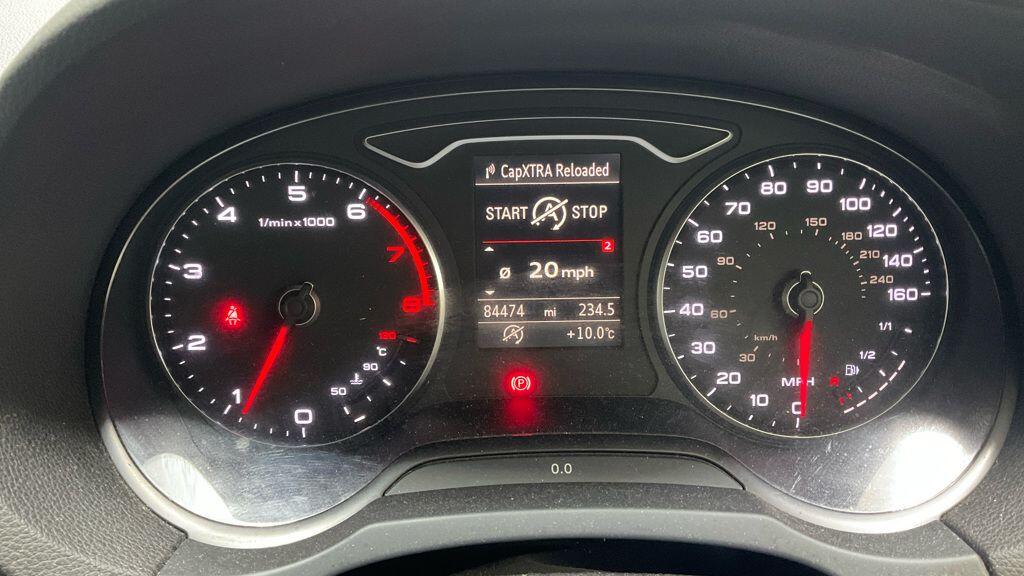 CapXTRA Reloaded
START A STOP
2
ø 20 mph
84474 mi 234.5
A +10.0°c
(P)
0.0
0 1 2 3 4 5 6 7 8
1/min x 1000
50 90 130
°C
0 10 20 30 40 50 60 70 80 90 100 120 140 160
MPH
30 60 90 120 150 180 210 240
km/h
R 1/2 1/1